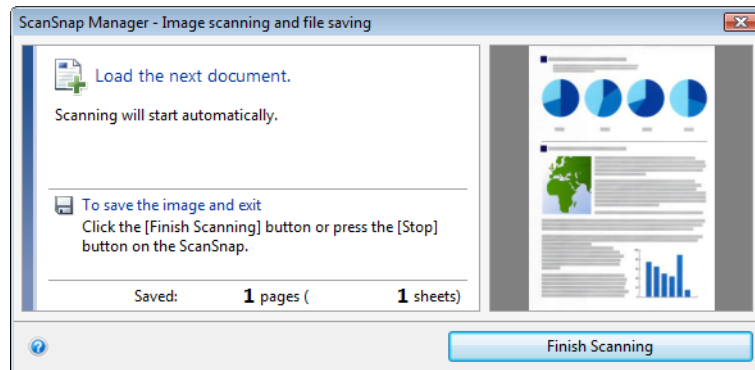 ScanSnap Manager - Image scanning and file saving
Load the next document.
Scanning will start automatically.
To save the image and exit
Click the [Finish Scanning] button or press the [Stop]
button on the ScanSnap.
Saved: 1 pages ( 1 sheets)
Finish Scanning